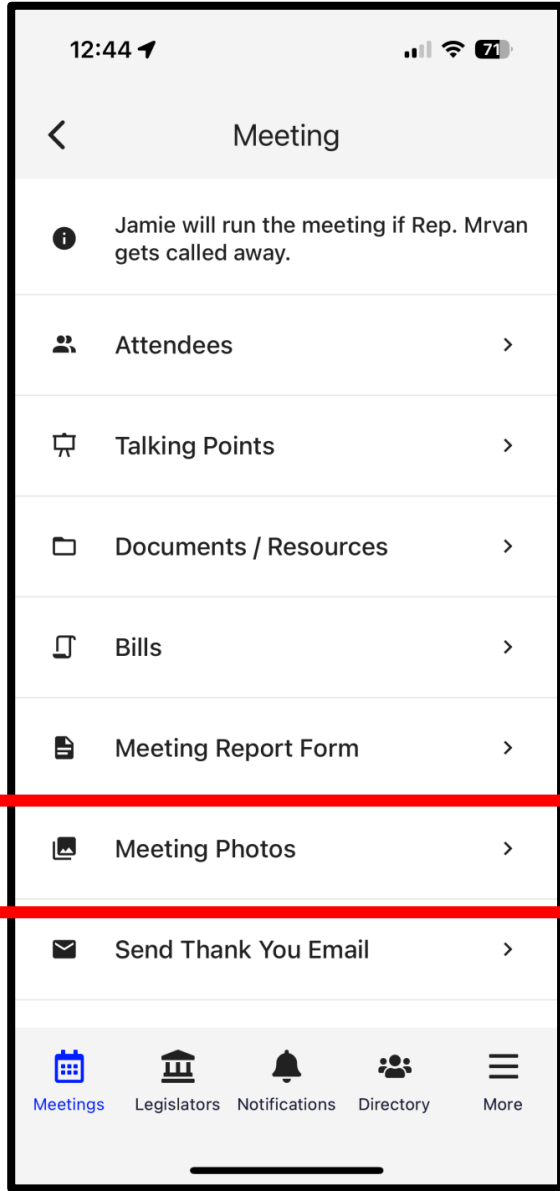 12:44
71
Meeting
Jamie will run the meeting if Rep. Mrvan
gets called away.
Attendees
Talking Points
Documents / Resources
Bills
Meeting Report Form
Meeting Photos
Send Thank You Email
Meetings Legislators Notifications Directory More